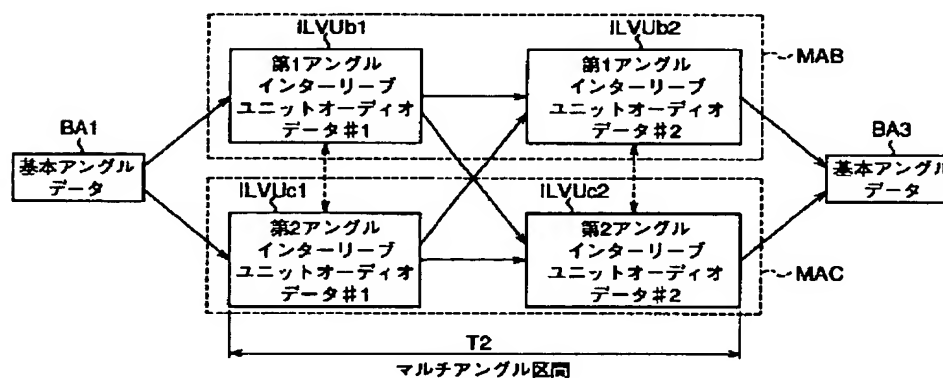 ILVUb1
ILVUb2
第1アングル
インターリーブ
ユニットオーディオ
データ#1
第1アングル
インターリーブ
ユニットオーディオ
データ#2
MAB
BA1
基本アングル
データ
BA3
基本アングル
データ
ILVUc1
ILVUc2
第2アングル
インターリーブ
ユニットオーディオ
データ#1
第2アングル
インターリーブ
ユニットオーディオ
データ#2
MAC
T2
マルチアングル区間